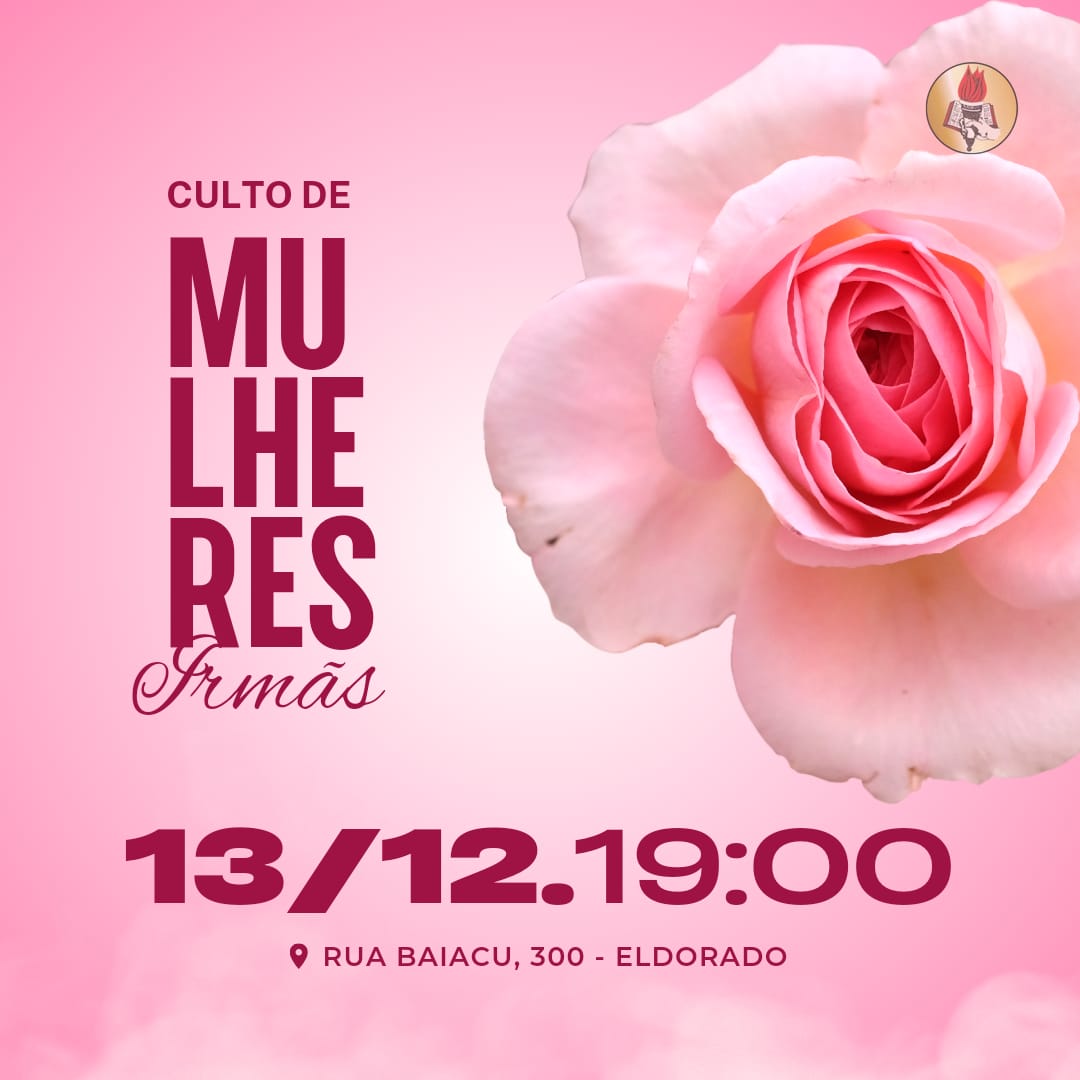 CULTO DE
MU
LHE
RES
Irmãs
13/12.19:00
RUA BAIACU, 300 - ELDORADO